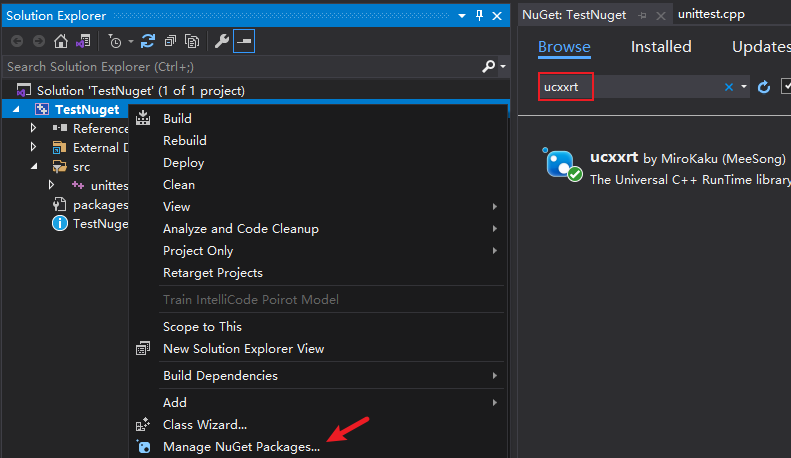 Solution Explorer
Search Solution Explorer (Ctrl+;)
Solution 'TestNuget' (1 of 1 project)
TestNuget
Reference
External D
src
unittes
packages
TestNuge
Build
Rebuild
Deploy
Clean
View
Analyze and Code Cleanup
Project Only
Retarget Projects
Train IntelliCode Poirot Model
Scope to This
New Solution Explorer View
Build Dependencies
Add
Class Wizard...
Manage NuGet Packages...
NuGet: TestNuget unittest.cpp
Browse Installed Updates
ucxxrt
ucxxrt by MiroKaku (MeeSong)
The Universal C++ RunTime library